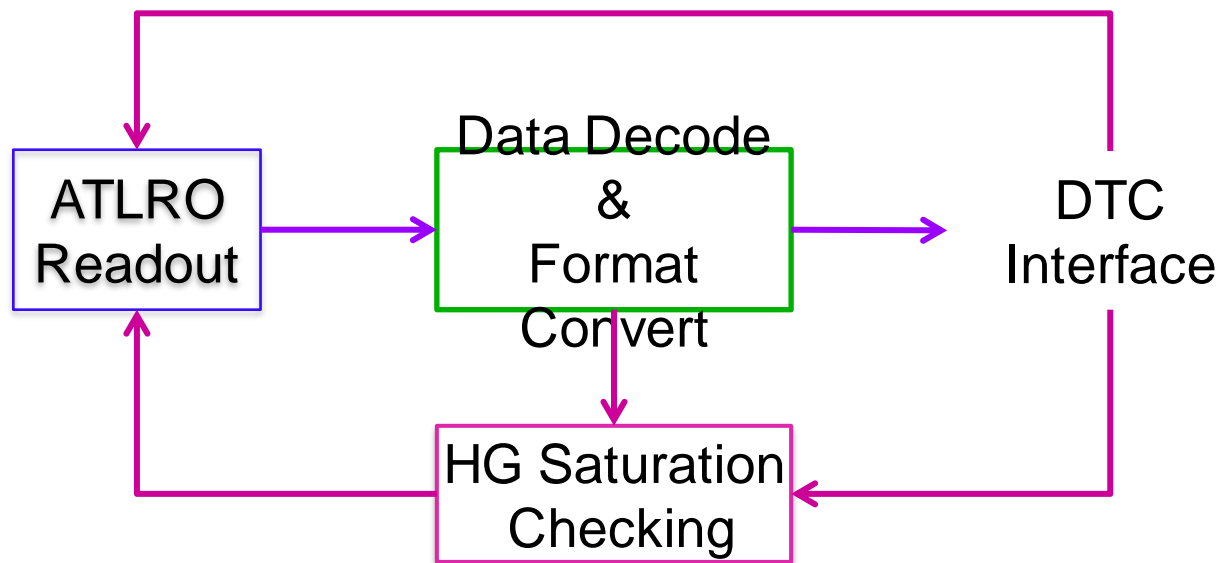 ATLRO
Readout
Data Decode
&
Format
Convert
DTC
Interface
HG Saturation
Checking